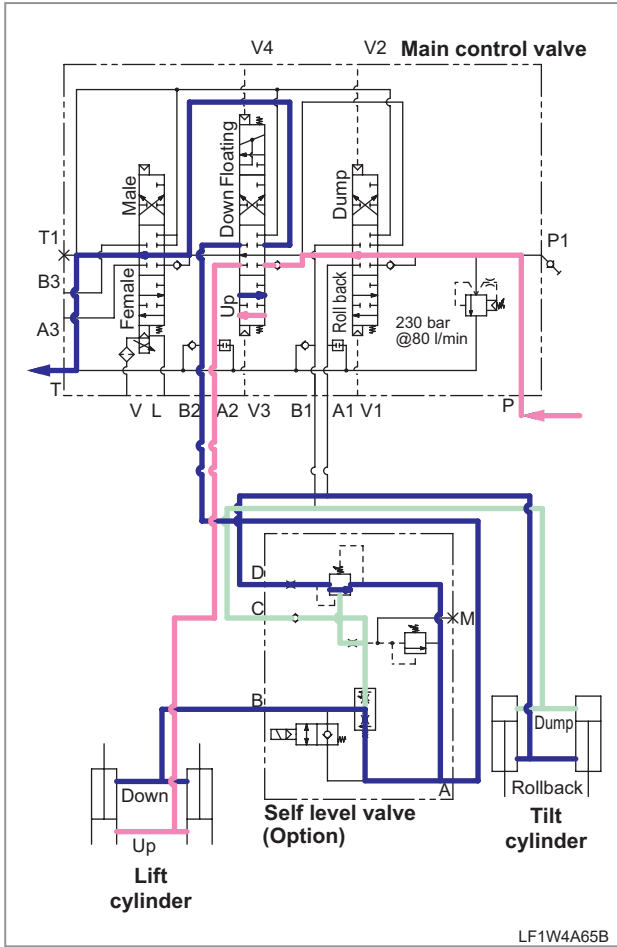 V4 V2 Main control valve
Male
Down Floating
Dump
T1
P1
B3
A3
Female
Up
Roll back
230 bar
@80 l/min
T
V L B2 A2 V3 B1 A1 V1 P
D
C
M
B
A
Self level valve
(Option)
Down
Up
Lift
cylinder
Dump
Rollback
Tilt
cylinder
LF1W4A65B